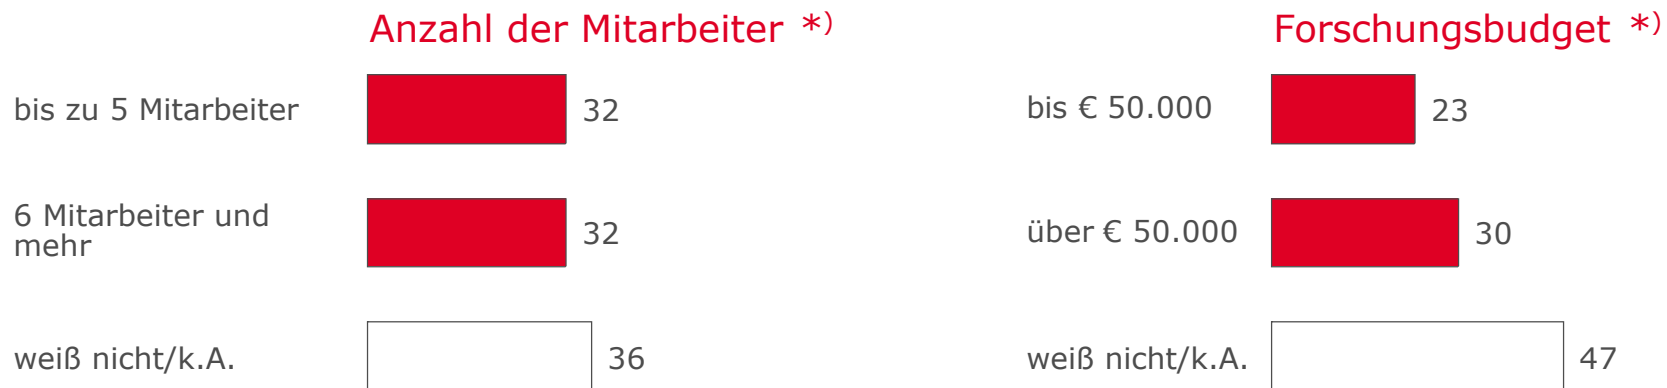 Anzahl der Mitarbeiter *)
bis zu 5 Mitarbeiter 32
6 Mitarbeiter und
mehr 32
weiß nicht/k.A. 36
Forschungsbudget *)
bis € 50.000 23
über € 50.000 30
weiß nicht/k.A. 47